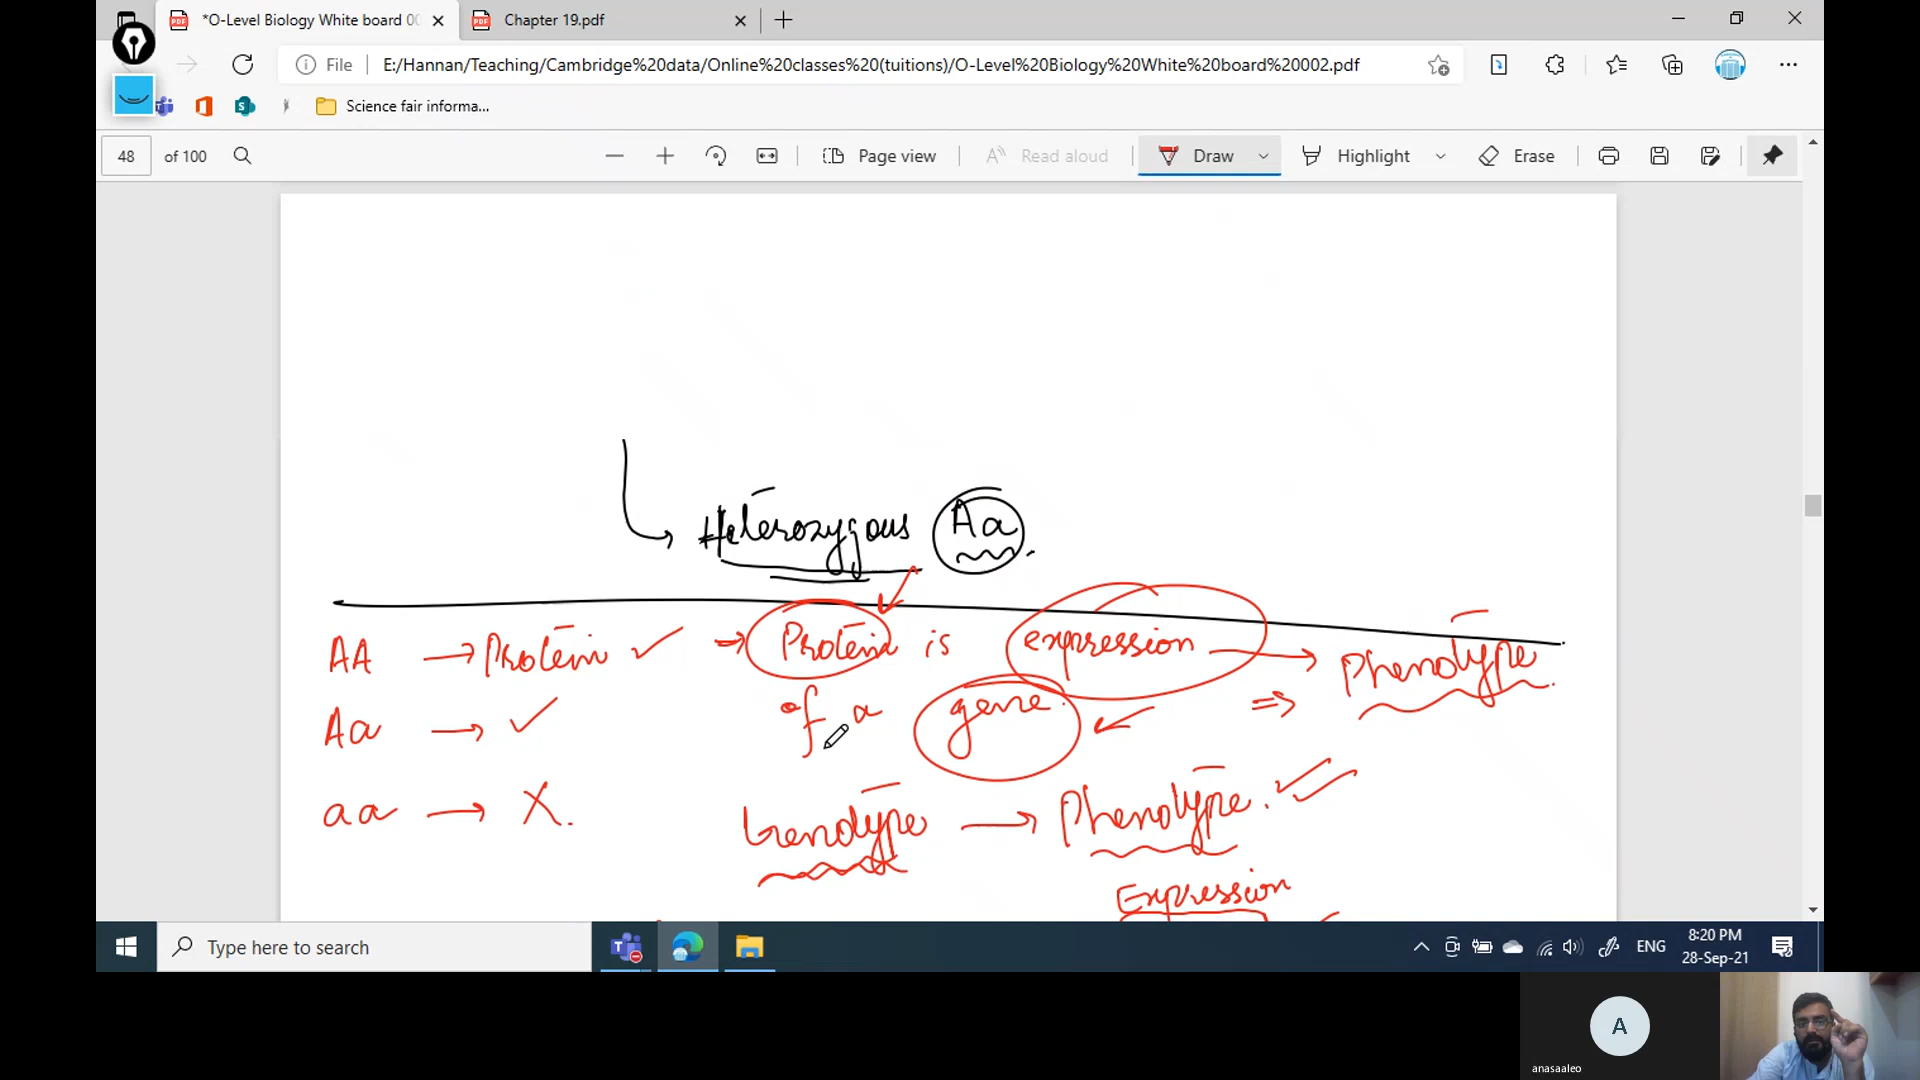 *O-Level Biology White board 00
Chapter 19.pdf
File
E:/Hannan/Teaching/Cambridge%20data/Online%20classes%20(tuitions)/O-Level%20Biology%20White%20board%20002.pdf
Science fair informa...
48 of 100
Page view
Read aloud
Draw
Highlight
Erase
Heterozygous Aa
AA → Protein ✓ ⇒ Protein is expression → Phenotype.
of a gene. ⇒
Aa → ✓
Genotype → Phenotype. ✓
aa → X.
Expression
Type here to search
ENG
8:20 PM
28-Sep-21
A
anasaaleo